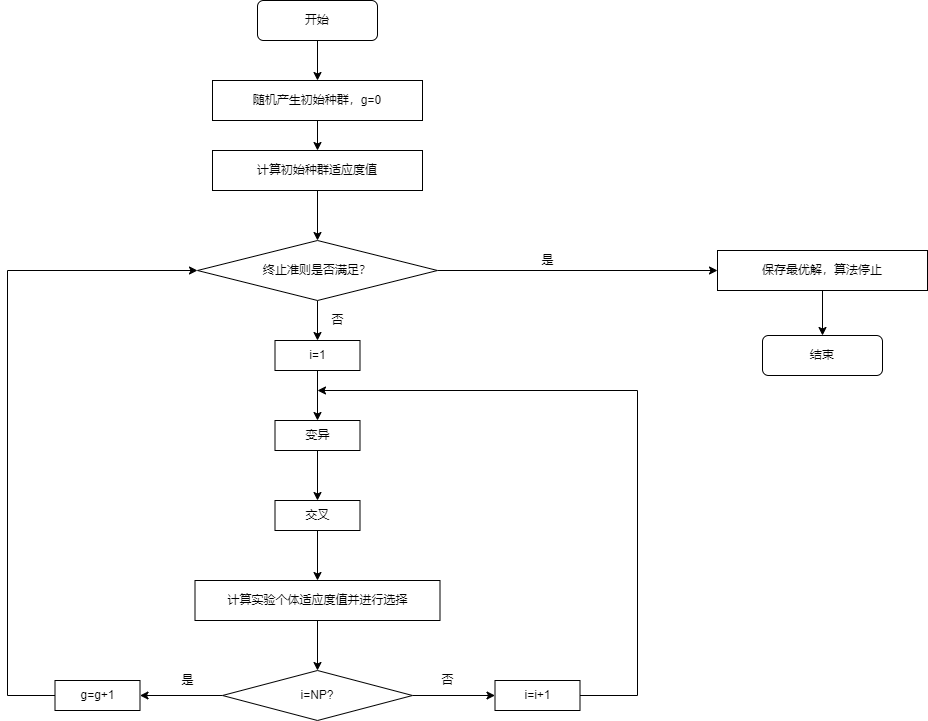 开始
随机产生初始种群，g=0
计算初始种群适应度值
终止准则是否满足？
是
保存最优解，算法停止
结束
否
i=1
变异
交叉
计算实验个体适应度值并进行选择
i=NP?
是
g=g+1
否
i=i+1